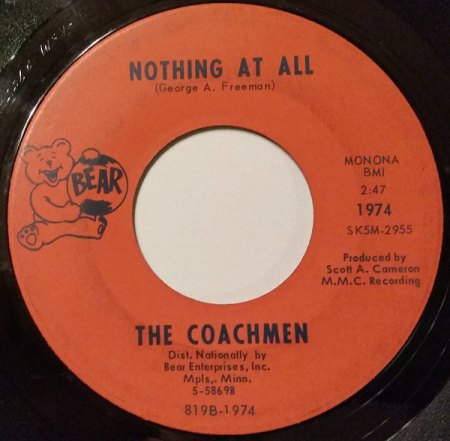 NOTHING AT ALL
(George A. Freeman)
BEAR
MONONA
BMI
2:47
1974
SK5M-2955
Produced by
Scott A. Cameron
M.M.C. Recording
THE COACHMEN
Dist. Nationally by
Bear Enterprises, Inc.
Mpls,. Minn.
5-5869B
819B-1974